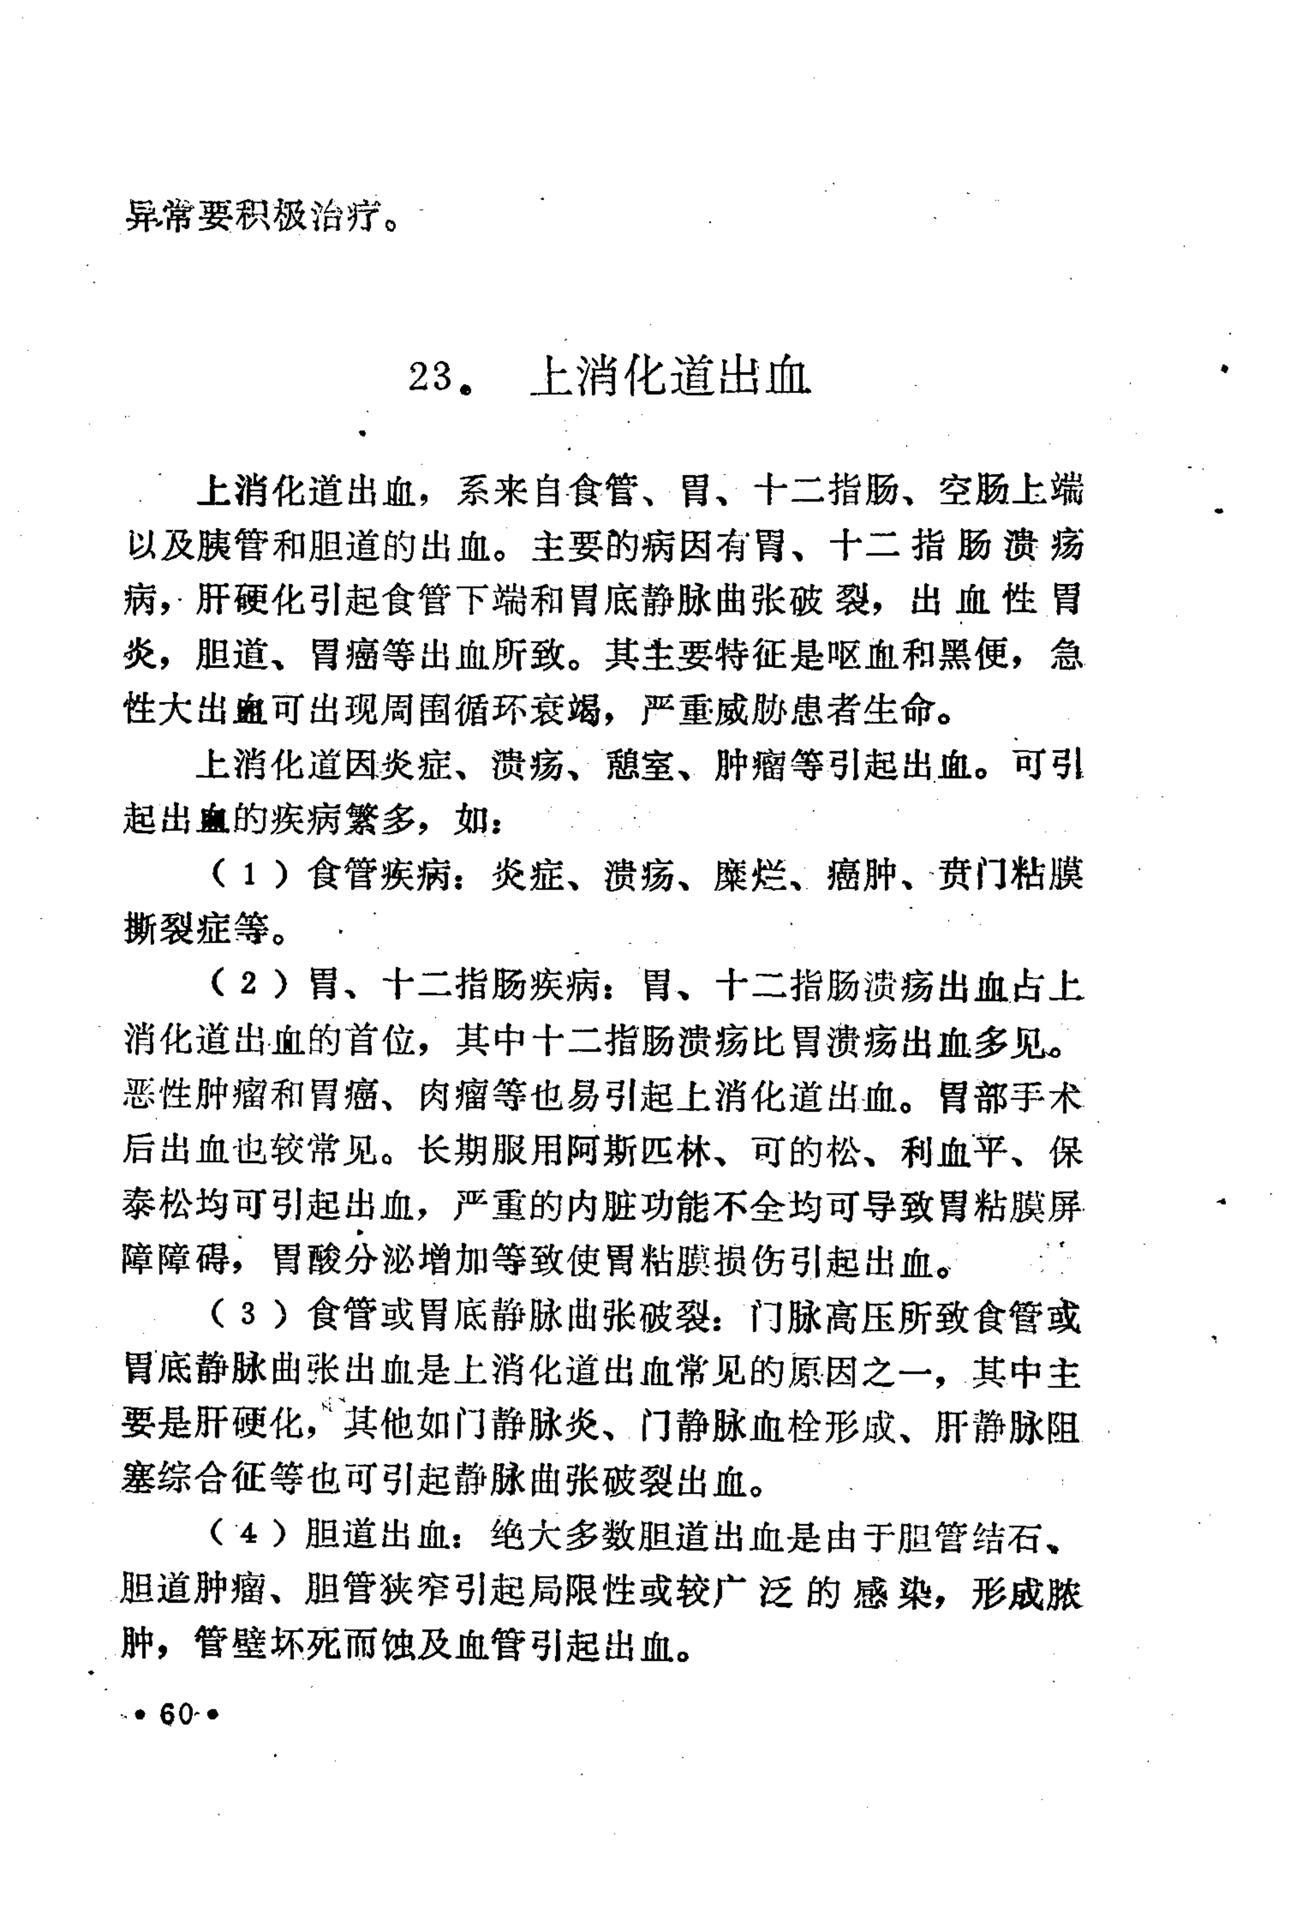 异常要积极治疗。
23。 上消化道出血
上消化道出血，系来自食管、胃、十二指肠、空肠上端
以及胰管和胆道的出血。主要的病因有胃、十二指肠溃疡
病，肝硬化引起食管下端和胃底静脉曲张破裂，出血性胃
炎，胆道、胃癌等出血所致。其主要特征是呕血和黑便，急
性大出血可出现周围循环衰竭，严重威胁患者生命。
上消化道因炎症、溃疡、憩室、肿瘤等引起出血。可引
起出血的疾病繁多，如：
（1）食管疾病：炎症、溃疡、糜烂、癌肿、贲门粘膜
撕裂症等。
（2）胃、十二指肠疾病：胃、十二指肠溃疡出血占上
消化道出血的首位，其中十二指肠溃疡比胃溃疡出血多见。
恶性肿瘤和胃癌、肉瘤等也易引起上消化道出血。胃部手术
后出血也较常见。长期服用阿斯匹林、可的松、利血平、保
泰松均可引起出血，严重的内脏功能不全均可导致胃粘膜屏
障障碍，胃酸分泌增加等致使胃粘膜损伤引起出血。
（3）食管或胃底静脉曲张破裂：门脉高压所致食管或
胃底静脉曲张出血是上消化道出血常见的原因之一，其中主
要是肝硬化，其他如门静脉炎、门静脉血栓形成、肝静脉阻
塞综合征等也可引起静脉曲张破裂出血。
（4）胆道出血：绝大多数胆道出血是由于胆管结石、
胆道肿瘤、胆管狭窄引起局限性或较广泛的感染，形成脓
肿，管壁坏死而蚀及血管引起出血。
•60•